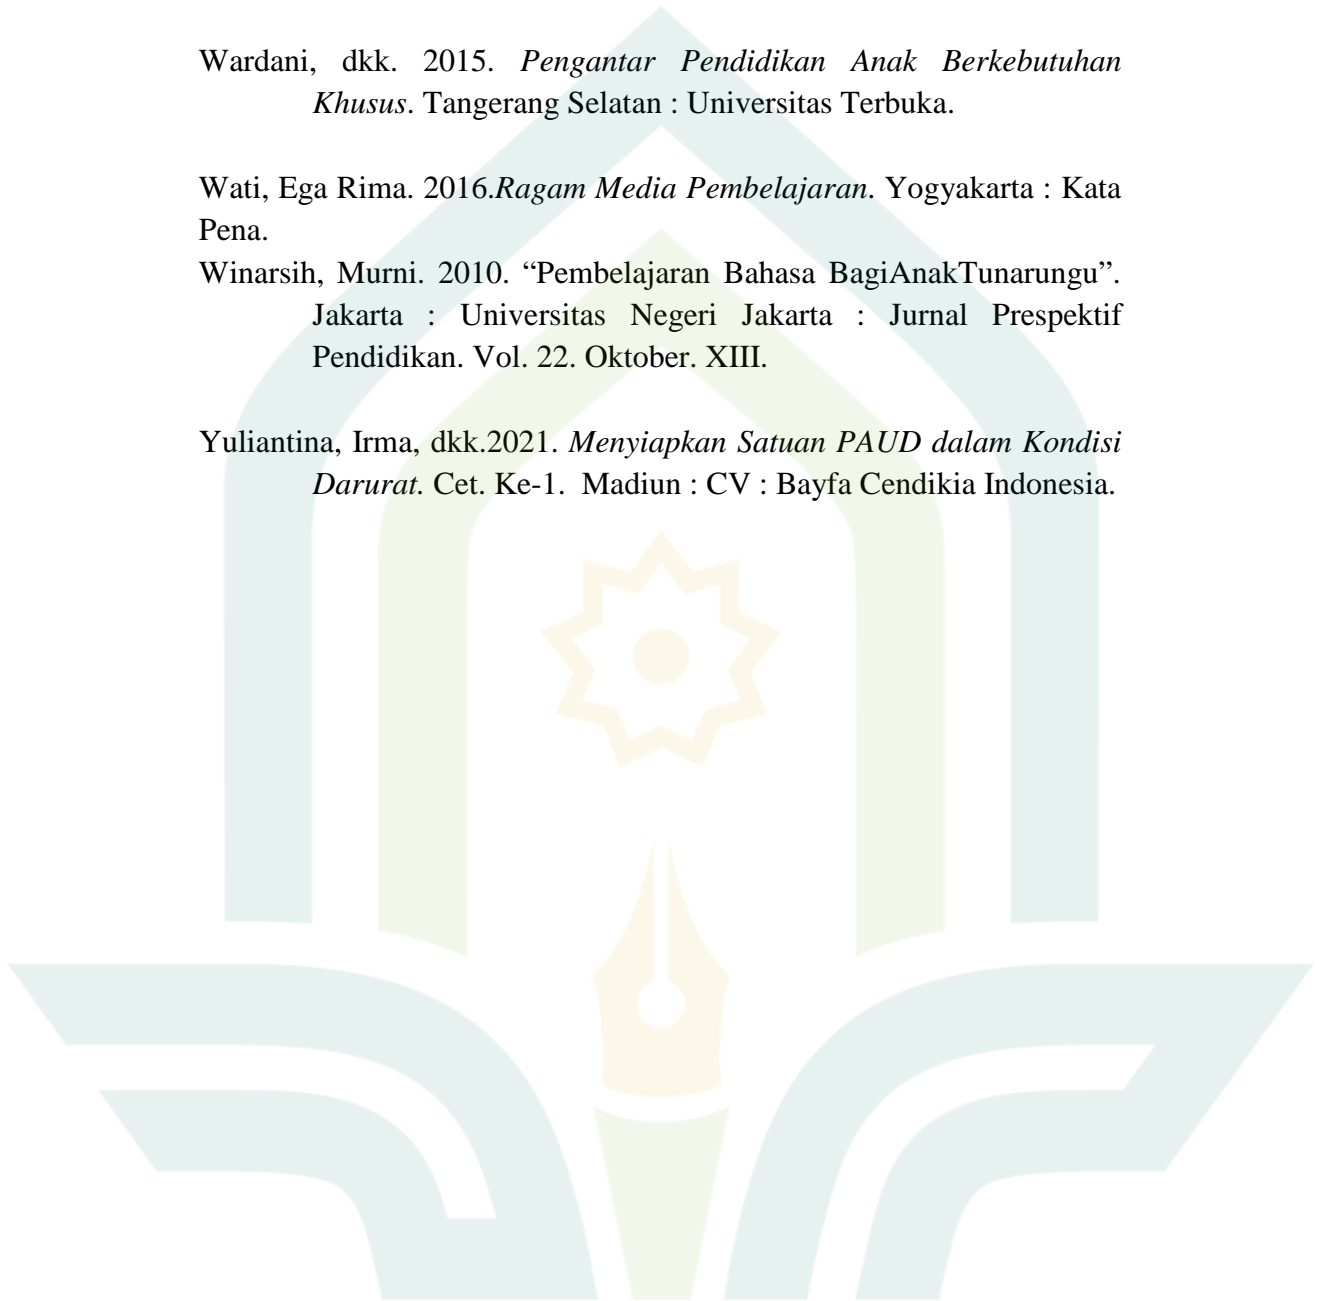 Wardani, dkk. 2015. Pengantar Pendidikan Anak Berkebutuhan
Khusus. Tangerang Selatan : Universitas Terbuka.
Wati, Ega Rima. 2016.Ragam Media Pembelajaran. Yogyakarta : Kata
Pena.
Winarsih, Murni. 2010. “Pembelajaran Bahasa BagiAnakTunarungu”.
Jakarta : Universitas Negeri Jakarta : Jurnal Prespektif
Pendidikan. Vol. 22. Oktober. XIII.
Yuliantina, Irma, dkk.2021. Menyiapkan Satuan PAUD dalam Kondisi
Darurat. Cet. Ke-1.  Madiun : CV : Bayfa Cendikia Indonesia.